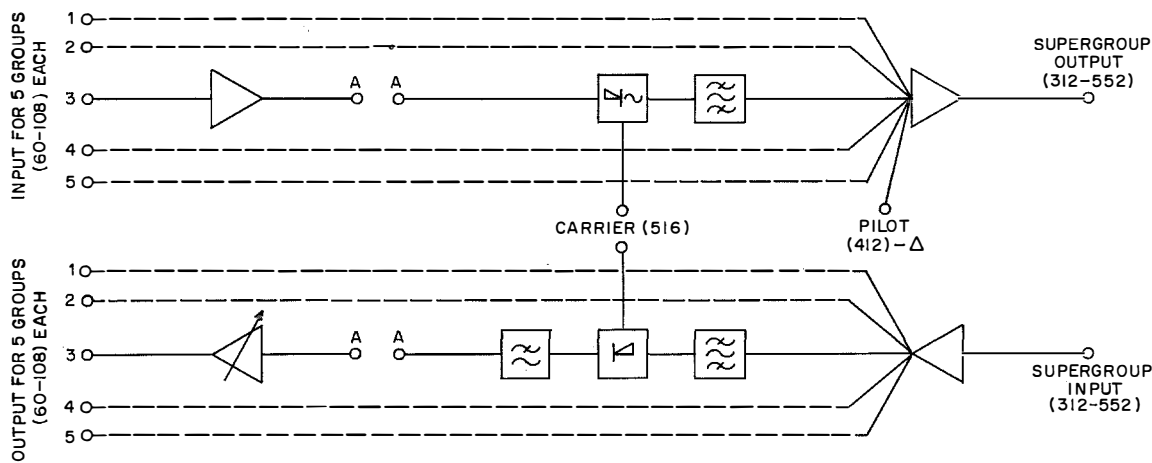 INPUT FOR 5 GROUPS
(60-108) EACH
1
2
3
4
5
A A
SUPERGROUP
OUTPUT
(312-552)
CARRIER (516)
PILOT
(412)-Δ
OUTPUT FOR 5 GROUPS
(60-108) EACH
1
2
3
4
5
A A
SUPERGROUP
INPUT
(312-552)